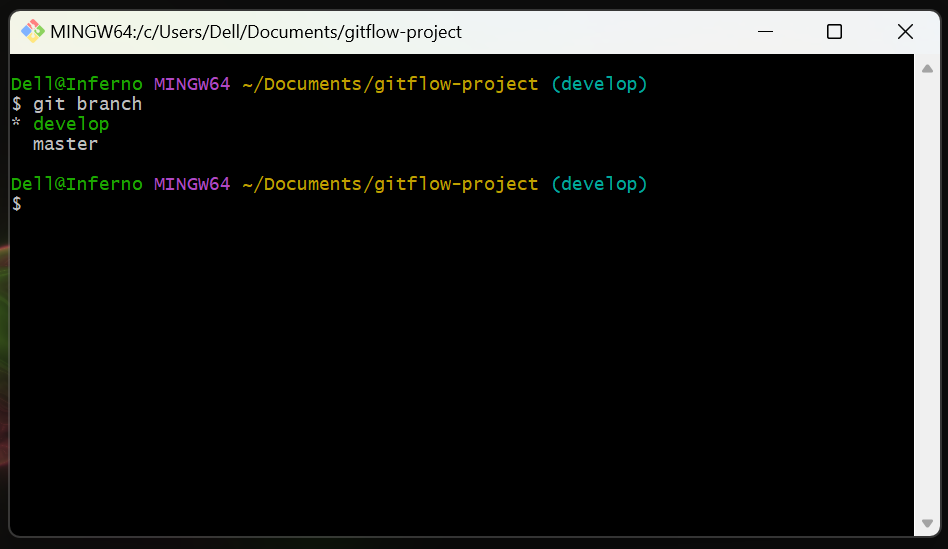 MINGW64:/c/Users/Dell/Documents/gitflow-project
Dell@Inferno MINGW64 ~/Documents/gitflow-project (develop)
$ git branch
* develop
  master
Dell@Inferno MINGW64 ~/Documents/gitflow-project (develop)
$